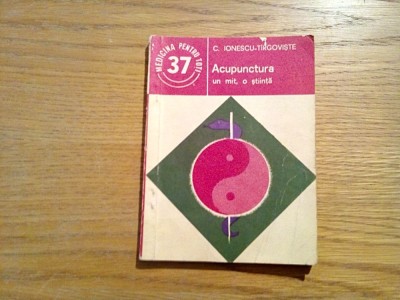 MEDICINA PENTRU TOȚI
37
C. IONESCU-TÎRGOVIȘTE
Acupunctura
un mit, o știință